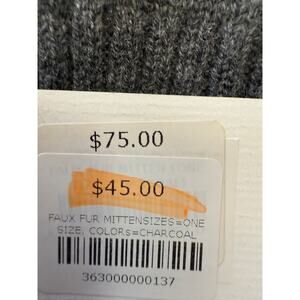 $75.00
$45.00
FAUX FUR MITTENSIZES=ONE
SIZE, COLORS=CHARCOAL
363000000137